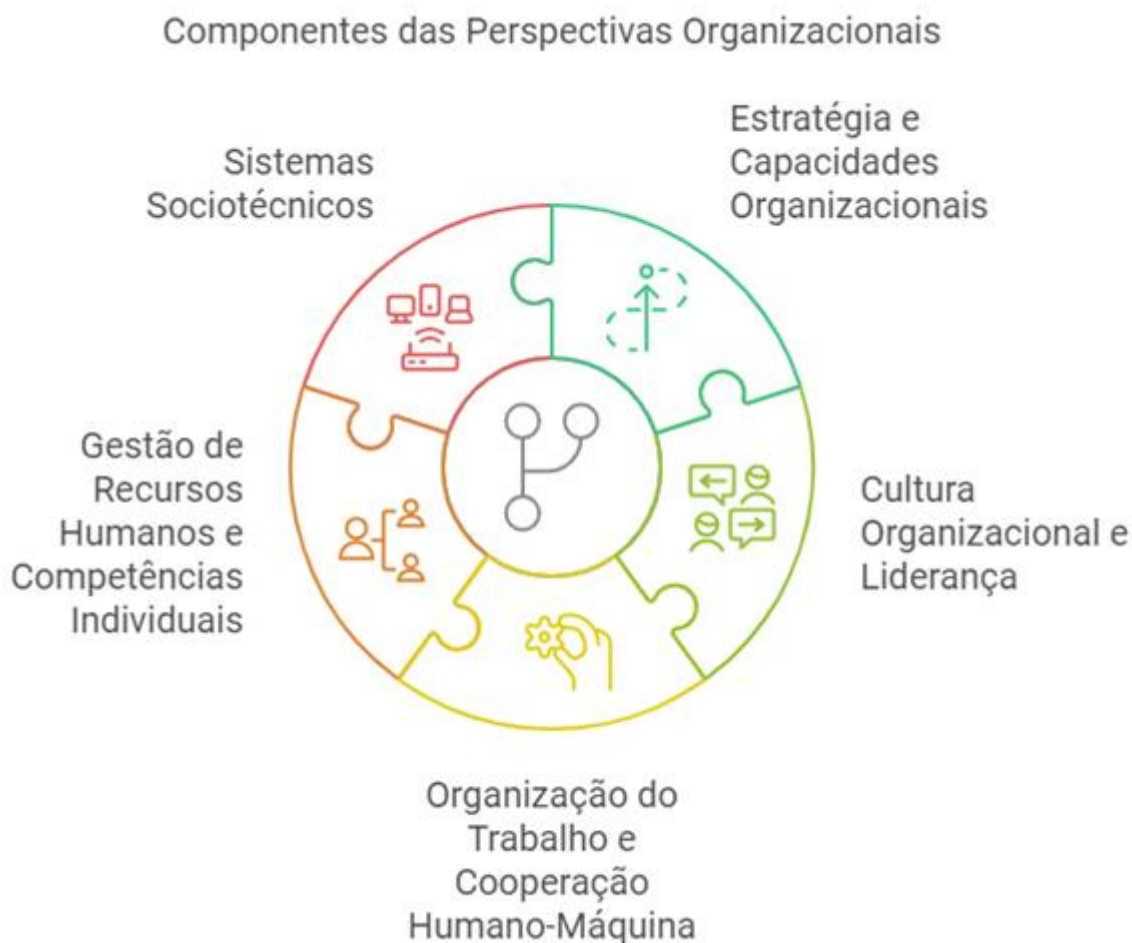 Componentes das Perspectivas Organizacionais
Sistemas
Sociotécnicos
Estratégia e
Capacidades
Organizacionais
Gestão de
Recursos
Humanos e
Competências
Individuais
Cultura
Organizacional e
Liderança
Organização do
Trabalho e
Cooperação
Humano-Máquina